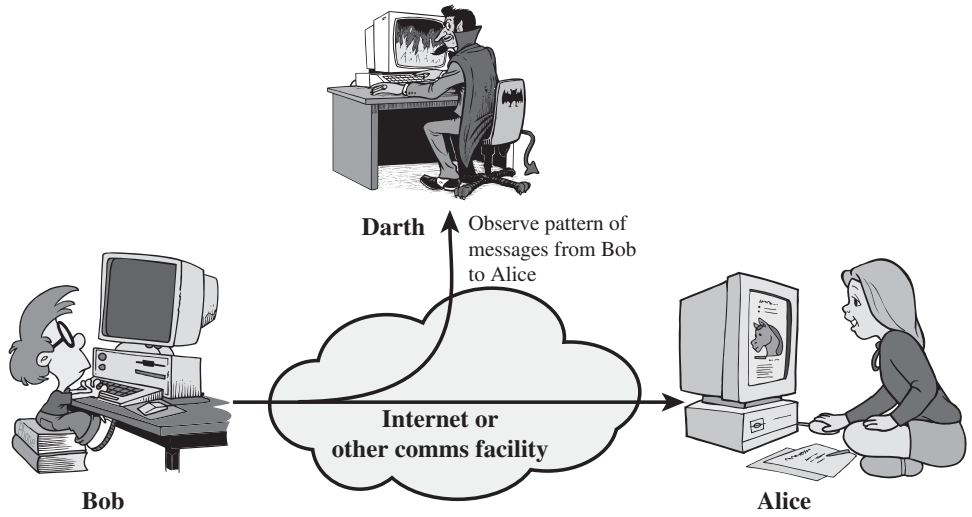 Darth
Observe pattern of
messages from Bob
to Alice
Internet or
other comms facility
Bob
Alice